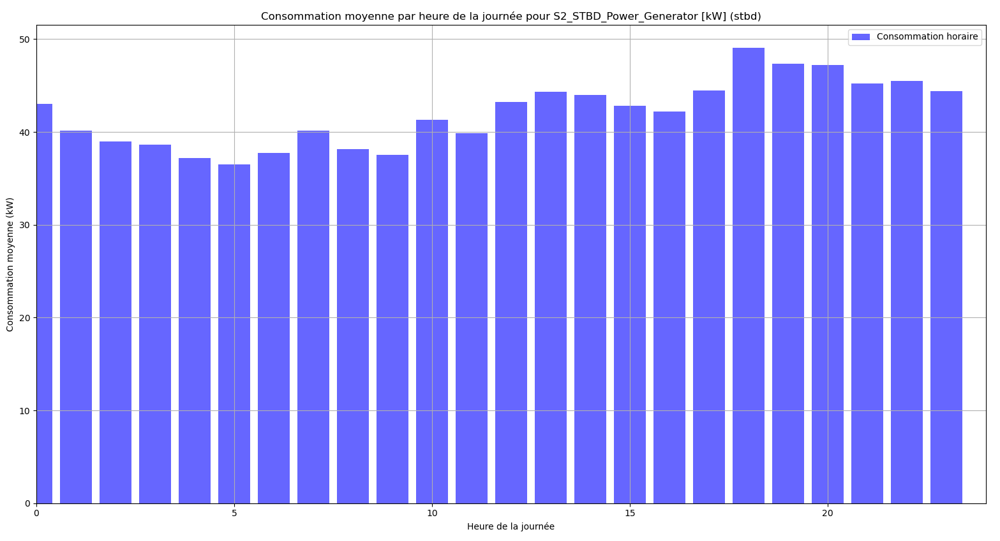 Consommation moyenne par heure de la journée pour S2_STBD_Power_Generator [kW] (stbd)
Consommation horaire
Consommation moyenne (kW)
50
40
30
20
10
0
0 5 10 15 20
Heure de la journée